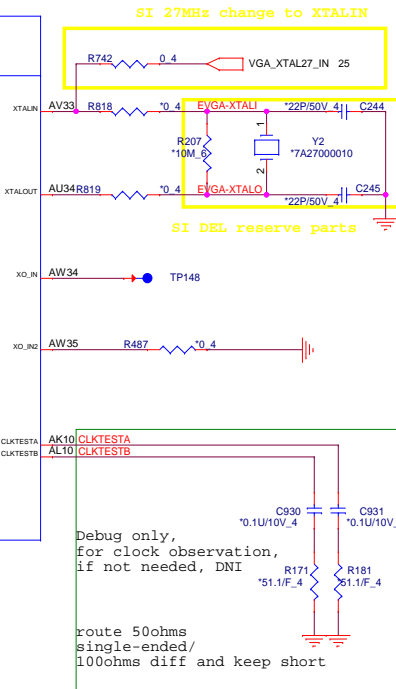 SI 27MHz change to XTALIN
R742 0_4 VGA_XTAL27_IN 25
XTALIN AV33 R818 *0_4 EVGA-XTALI *22P/50V_4 C244
1
R207 Y2
*10M_6 *7A27000010
2
XTALOUT AU34 R819 *0_4 EVGA-XTALO C245
*22P/50V_4
SI DEL reserve parts
XO_IN AW34 TP148
XO_IN2 AW35 R487 *0_4
CLKTESTA AK10 CLKTESTA
CLKTESTB AL10 CLKTESTB
C930 C931
*0.1U/10V_4 *0.1U/10V_4
Debug only,
for clock observation,
if not needed, DNI
R171 R181
*51.1/F_4 *51.1/F_4
route 50ohms
single-ended/
100ohms diff and keep short